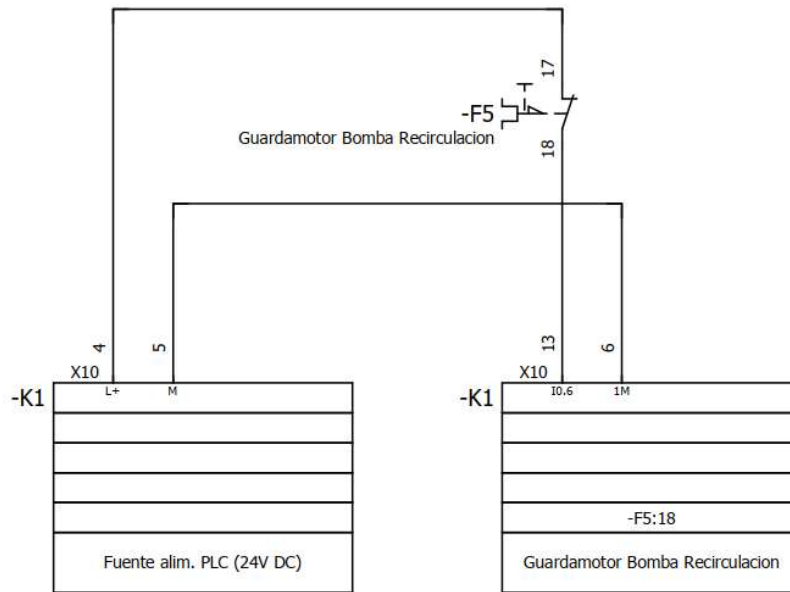 17
-F5
Guardamotor Bomba Recirculacion
18
4
5
13
6
X10
X10
-K1
L+
M
-K1
I0.6
1M
-F5:18
Fuente alim. PLC (24V DC)
Guardamotor Bomba Recirculacion